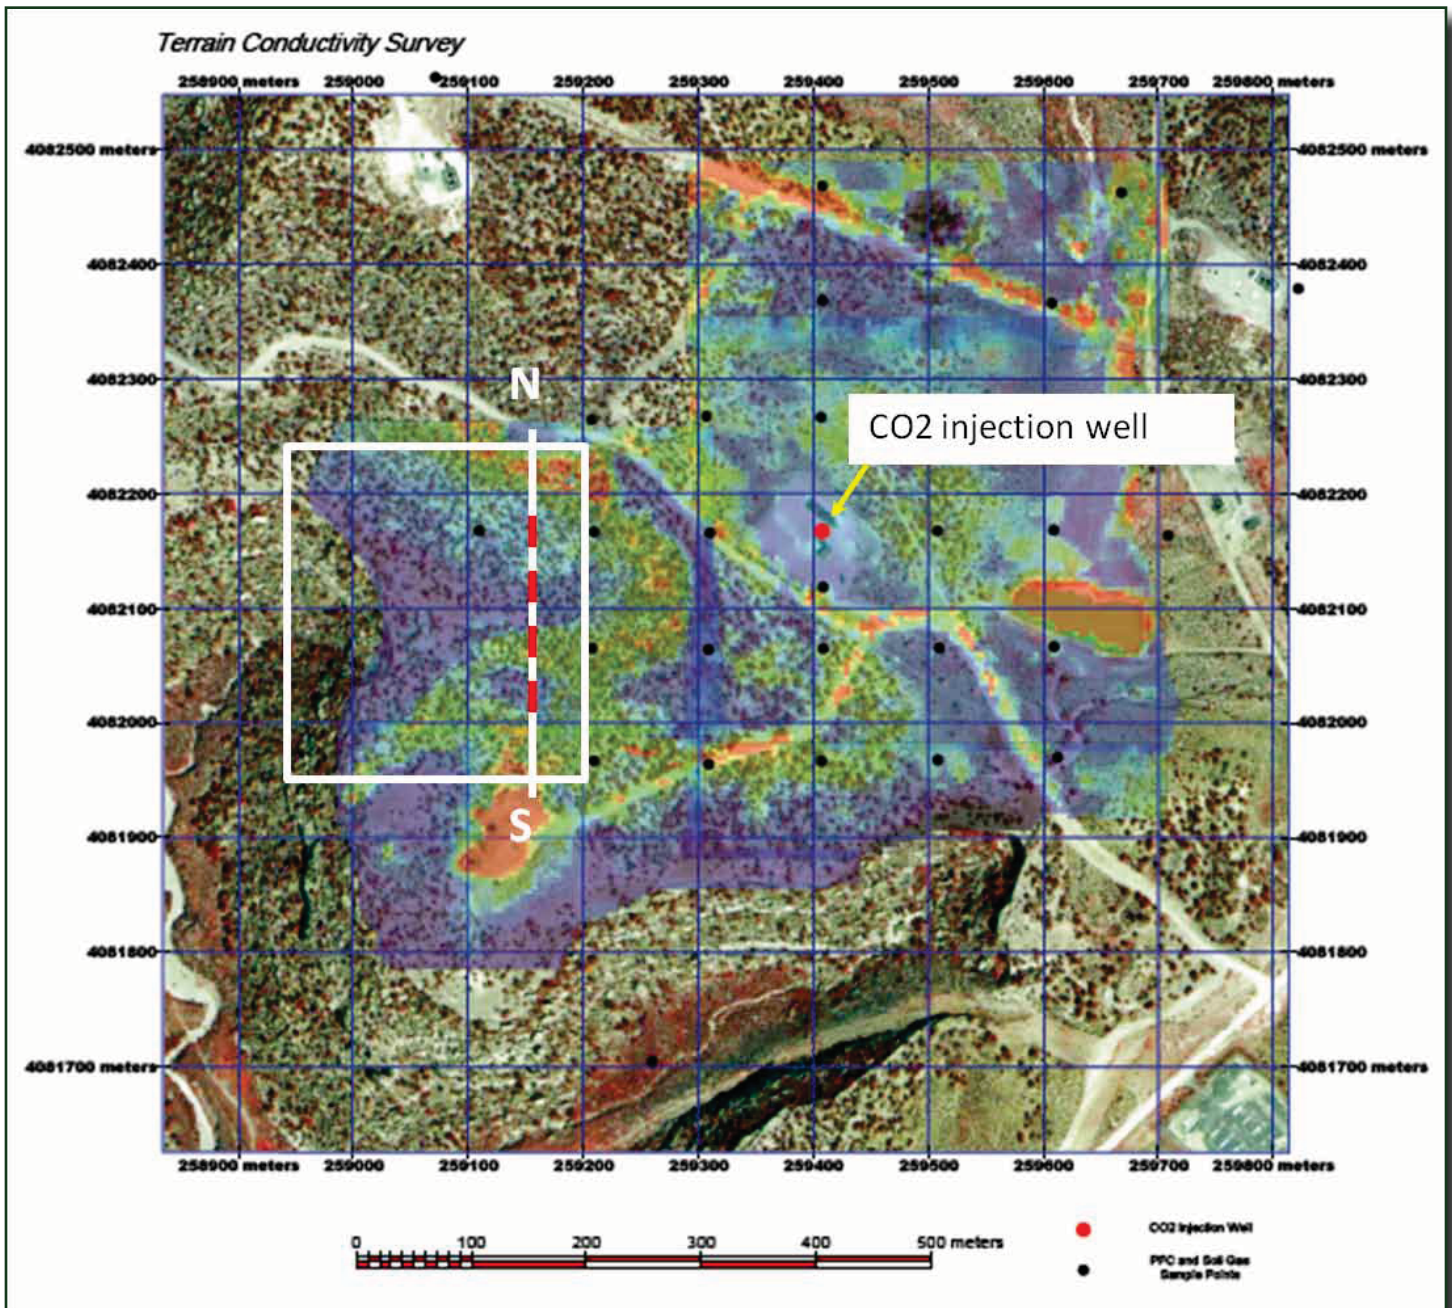 Terrain Conductivity Survey
258900 meters 259000 259100 259200 259300 259400 259500 259600 259700 259800 meters
4082500 meters 4082500 meters
4082400 4082400
4082300 4082300
N
CO2 injection well
4082200 4082200
4082100 4082100
4082000 4082000
S
4081900 4081900
4081800 4081800
4081700 meters 4081700 meters
258900 meters 259000 259100 259200 259300 259400 259500 259600 259700 259800 meters
0 100 200 300 400 500 meters
CO2 Injection Well
PFC and Soil Gas
Sample Points